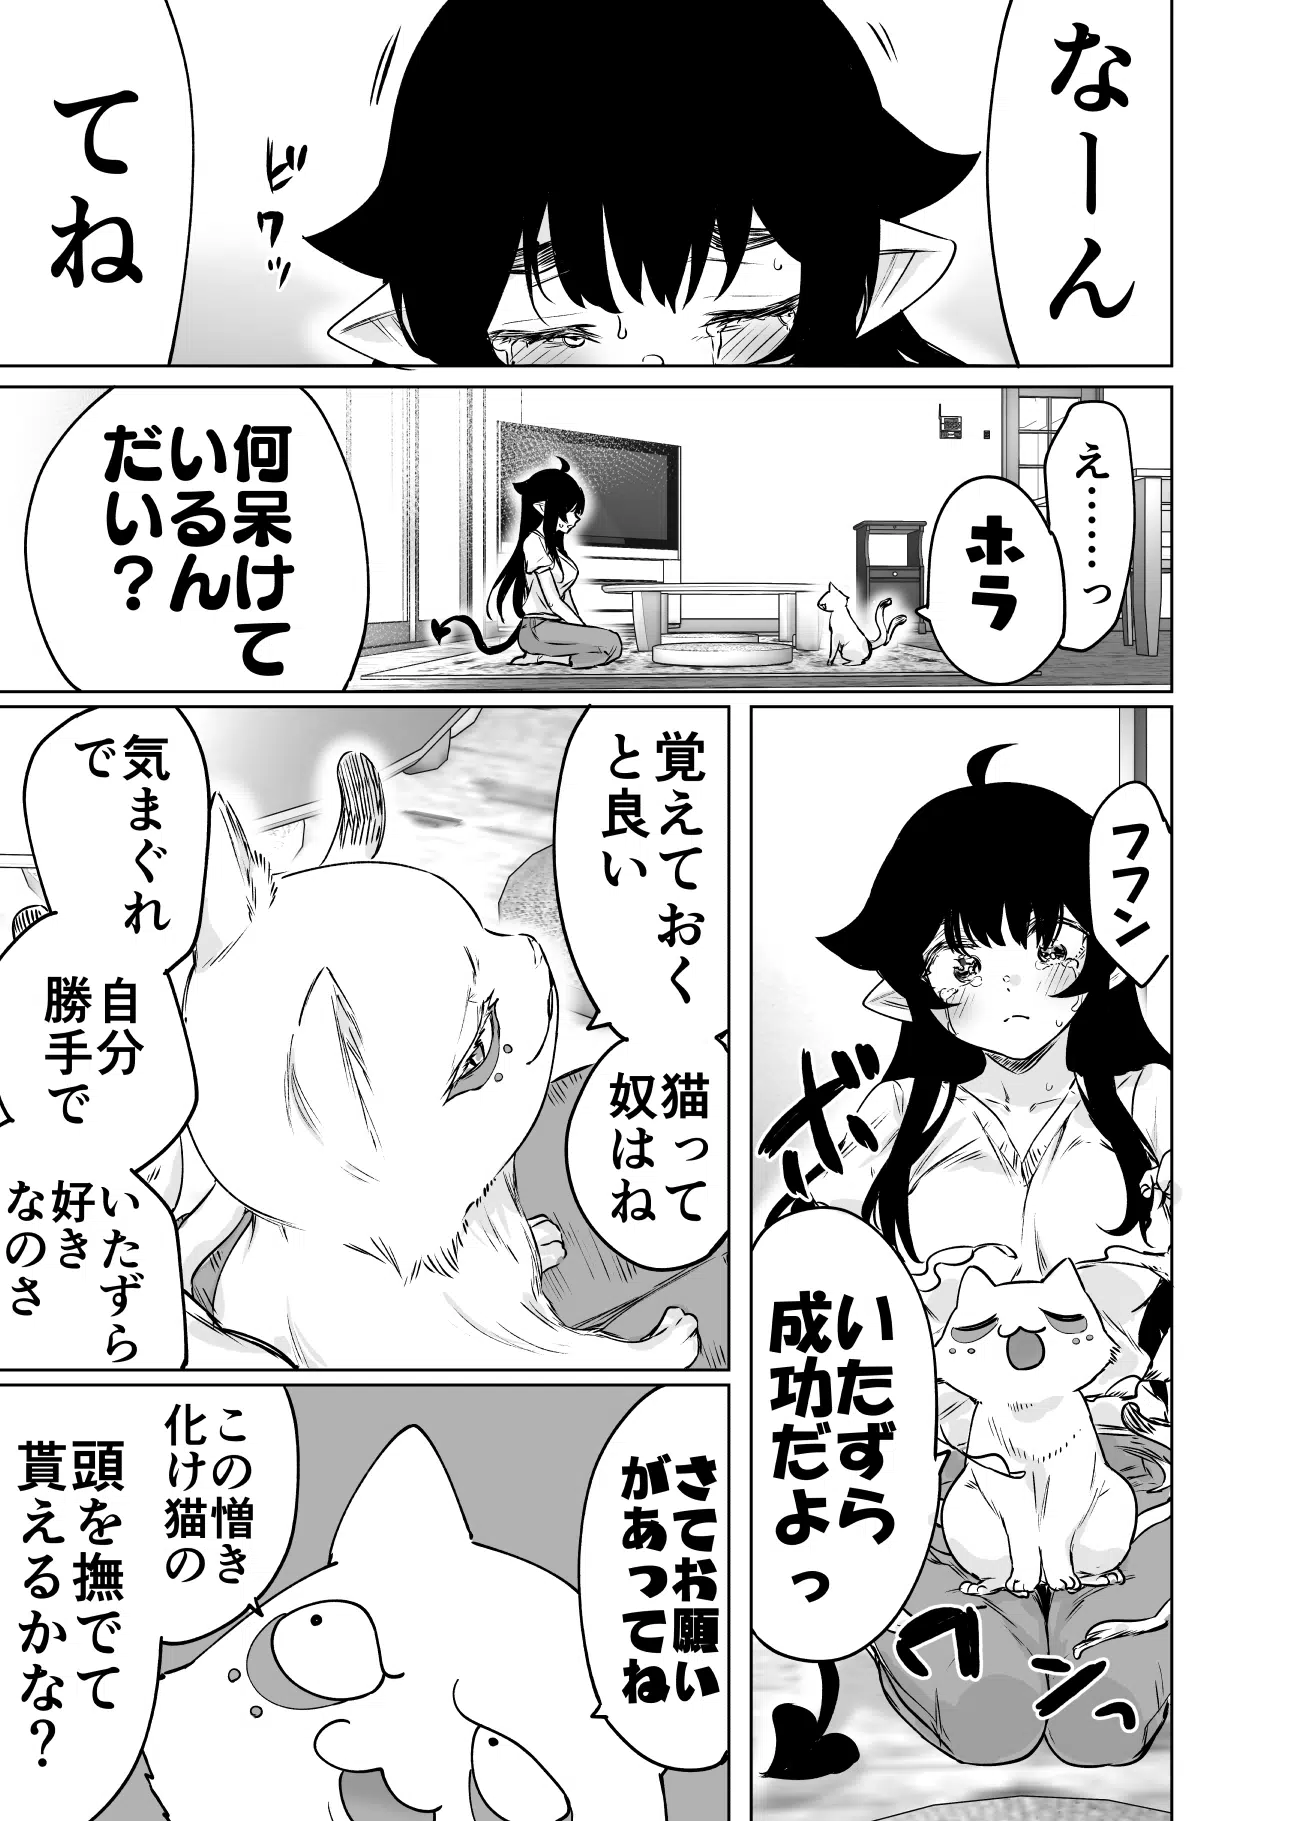 なーん
てね
ビクッ
え……っ
ホラ
何呆けて
いるん
だい？
フフン
ボワンッ
いたずら
成功だよっ
覚えておく
と良い
猫って
奴はね
気まぐれ
で
自分
勝手で
いたずら
好き
なのさ
さてお願い
があってね
この憎き
化け猫の
頭を撫でて
貰えるかな？